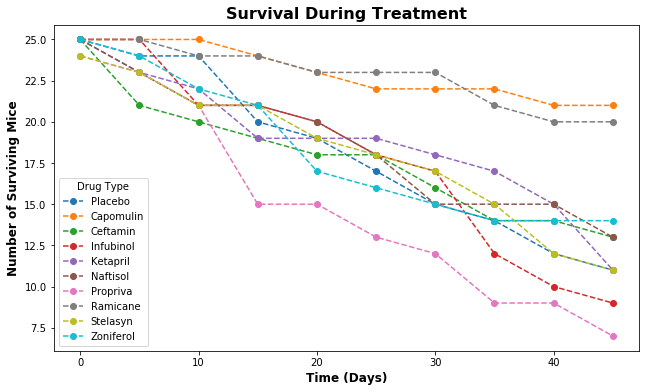 Survival During Treatment
Number of Surviving Mice
25.0
22.5
20.0
17.5
15.0
12.5
10.0
7.5
Drug Type
Placebo
Capomulin
Ceftamin
Infubinol
Ketapril
Naftisol
Propriva
Ramicane
Stelasyn
Zoniferol
0 10 20 30 40
Time (Days)